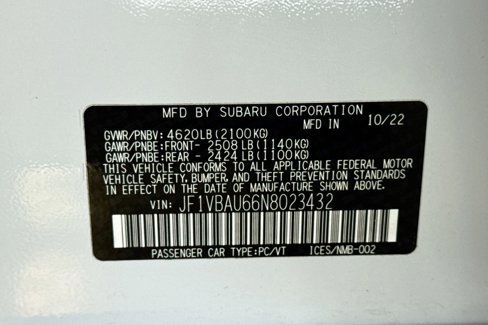 MFD BY SUBARU CORPORATION
MFD IN 10/22
GVWR/PNBV: 4620LB(2100KG)
GAWR/PNBE:FRONT- 2508LB(1140KG)
GAWR/PNBE:REAR - 2424LB(1100KG)
THIS VEHICLE CONFORMS TO ALL APPLICABLE FEDERAL MOTOR
VEHICLE SAFETY, BUMPER, AND THEFT PREVENTION STANDARDS
IN EFFECT ON THE DATE OF MANUFACTURE SHOWN ABOVE.
VIN: JF1VBAU66N8023432
PASSENGER CAR TYPE:PC/VT ICES/NMB-002